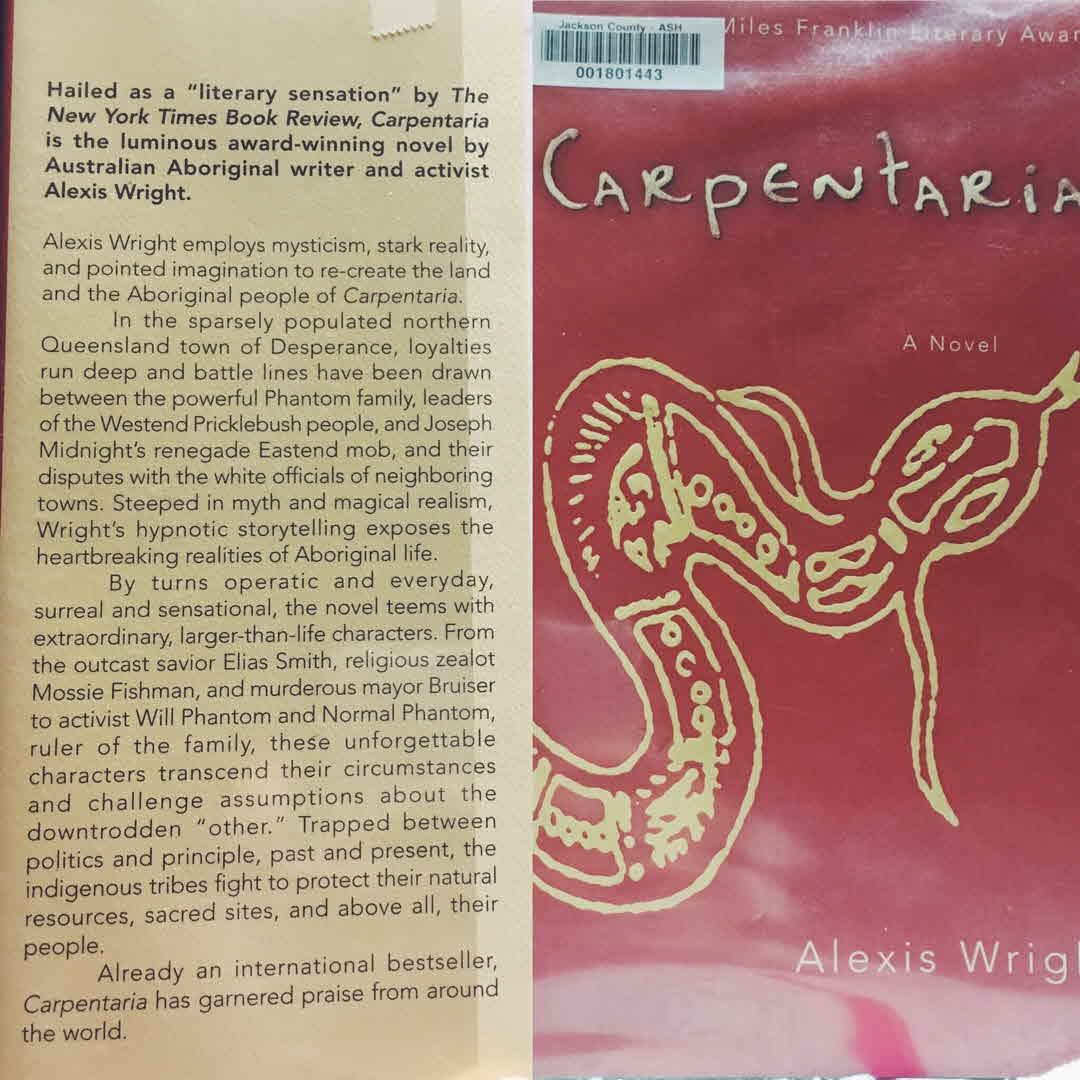 Hailed as a “literary sensation” by The
New York Times Book Review, Carpentaria
is the luminous award-winning novel by
Australian Aboriginal writer and activist
Alexis Wright.
Alexis Wright employs mysticism, stark reality,
and pointed imagination to re-create the land
and the Aboriginal people of Carpentaria.
In the sparsely populated northern
Queensland town of Desperance, loyalties
run deep and battle lines have been drawn
between the powerful Phantom family, leaders
of the Westend Pricklebush people, and Joseph
Midnight’s renegade Eastend mob, and their
disputes with the white officials of neighboring
towns. Steeped in myth and magical realism,
Wright’s hypnotic storytelling exposes the
heartbreaking realities of Aboriginal life.
By turns operatic and everyday,
surreal and sensational, the novel teems with
extraordinary, larger-than-life characters. From
the outcast savior Elias Smith, religious zealot
Mossie Fishman, and murderous mayor Bruiser
to activist Will Phantom and Normal Phantom,
ruler of the family, these unforgettable
characters transcend their circumstances
and challenge assumptions about the
downtrodden “other.” Trapped between
politics and principle, past and present, the
indigenous tribes fight to protect their natural
resources, sacred sites, and above all, their
people.
Already an international bestseller,
Carpentaria has garnered praise from around
the world.
Jackson County - ASH
001801443
Miles Franklin Literary Awar
CARPENTARIA
A Novel
Alexis Wrigh